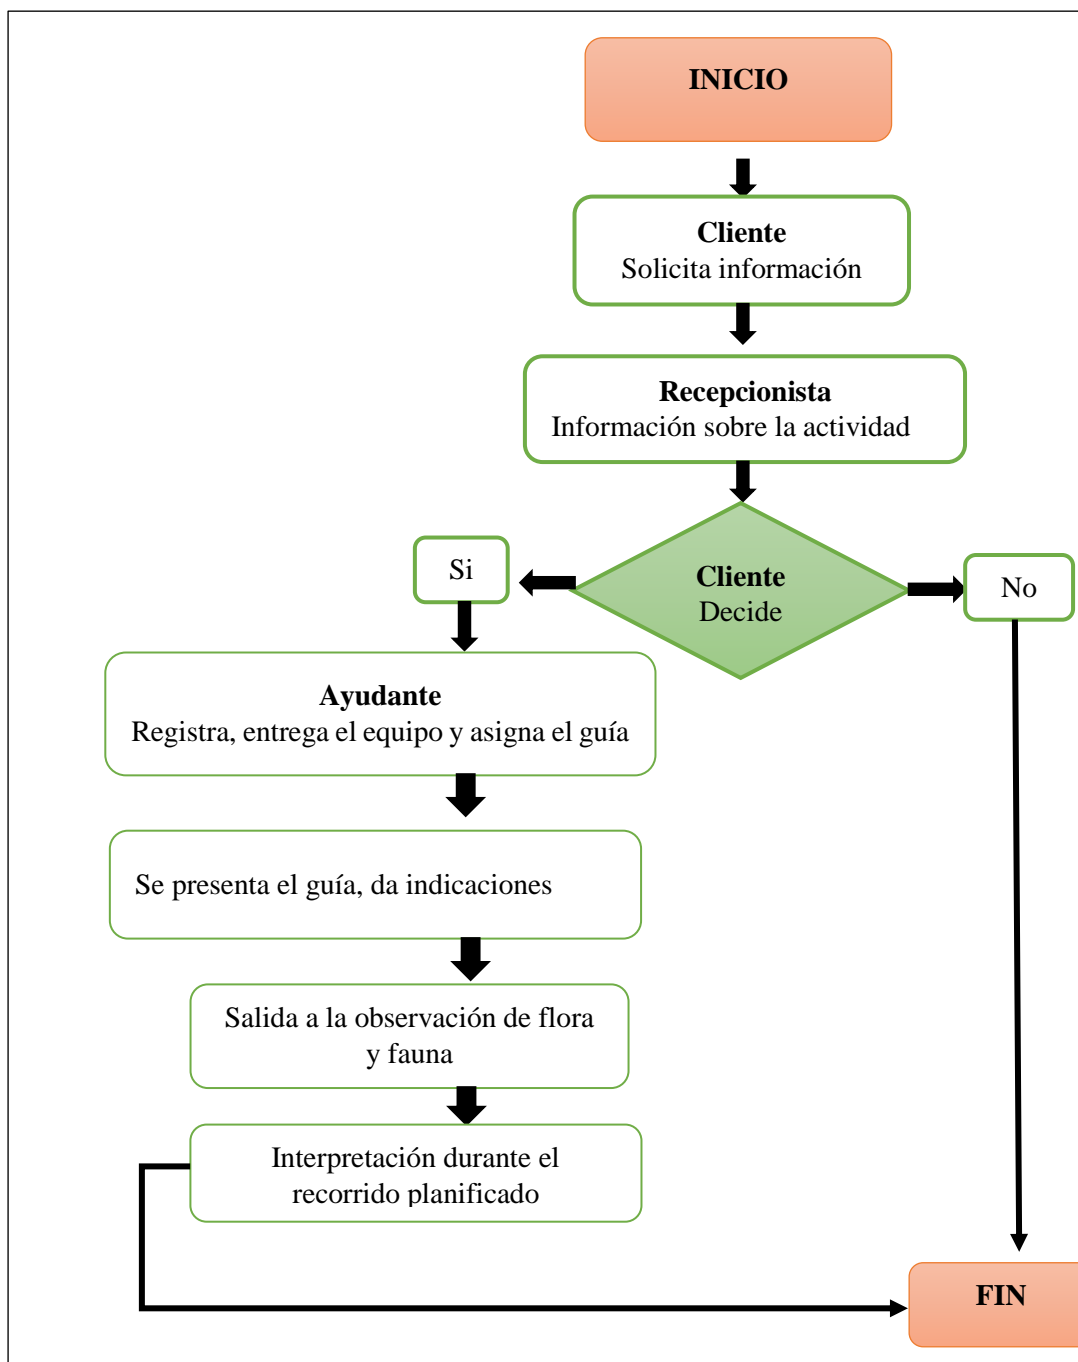 INICIO
Cliente
Solicita información
Recepcionista
Información sobre la actividad
Cliente
Decide
Si
No
Ayudante
Registra, entrega el equipo y asigna el guía
Se presenta el guía, da indicaciones
Salida a la observación de flora
y fauna
Interpretación durante el
recorrido planificado
FIN